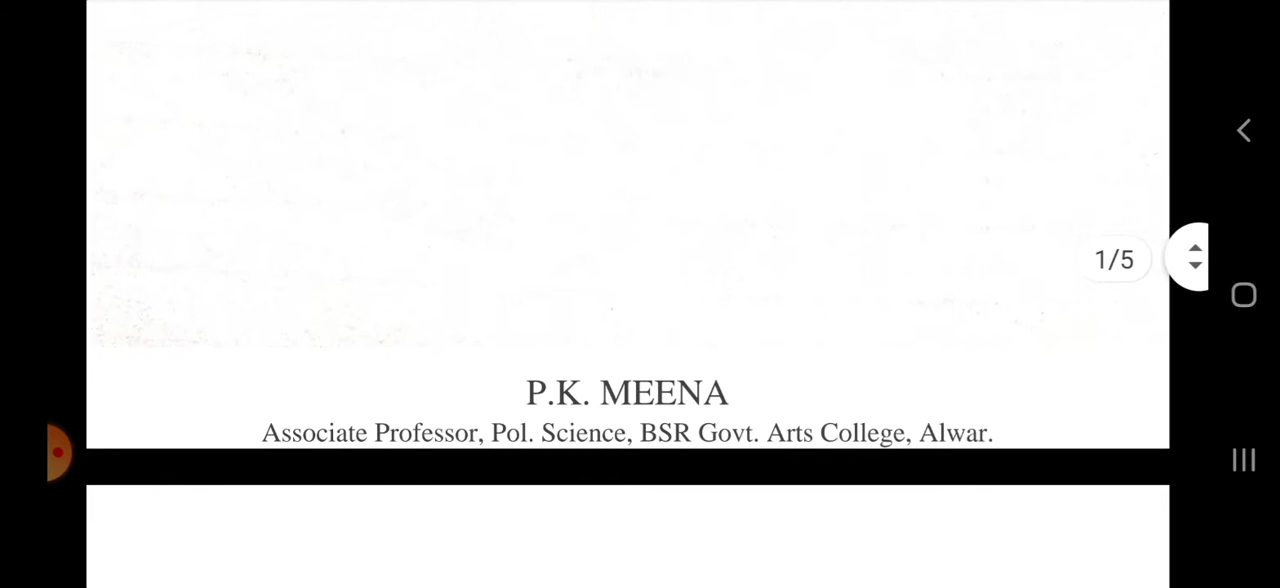 1/5
P.K. MEENA
Associate Professor, Pol. Science, BSR Govt. Arts College, Alwar.